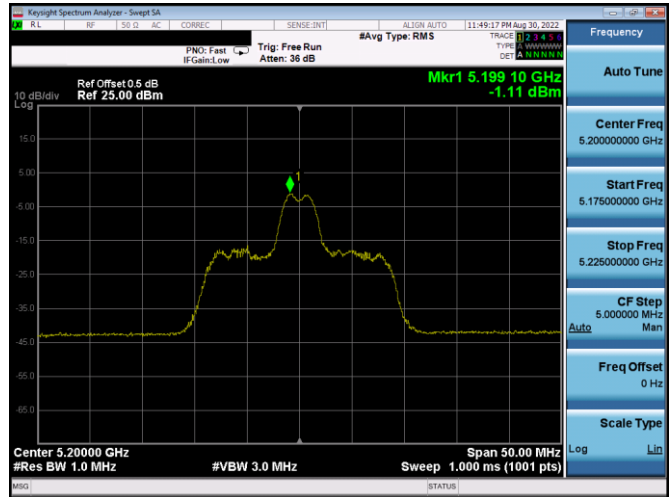 Keysight Spectrum Analyzer - Swept SA
RL RF 50 Ω AC CORREC SENSE:INT ALIGN AUTO 11:49:17 PM Aug 30, 2022
#Avg Type: RMS
TRACE 1 2 3 4 5 6
TYPE A WWWWW
DET A N N N N N
PNO: Fast
IFGain:Low
Trig: Free Run
Atten: 36 dB
Mkr1 5.199 10 GHz
-1.11 dBm
Ref Offset 0.5 dB
10 dB/div Ref 25.00 dBm
Log
15.0
5.00
-5.00
-15.0
-25.0
-35.0
-45.0
-55.0
-65.0
1
Center 5.20000 GHz
Span 50.00 MHz
#Res BW 1.0 MHz
#VBW 3.0 MHz
Sweep 1.000 ms (1001 pts)
MSG
STATUS
Frequency
Auto Tune
Center Freq
5.200000000 GHz
Start Freq
5.175000000 GHz
Stop Freq
5.225000000 GHz
CF Step
5.000000 MHz
Auto Man
Freq Offset
0 Hz
Scale Type
Log Lin